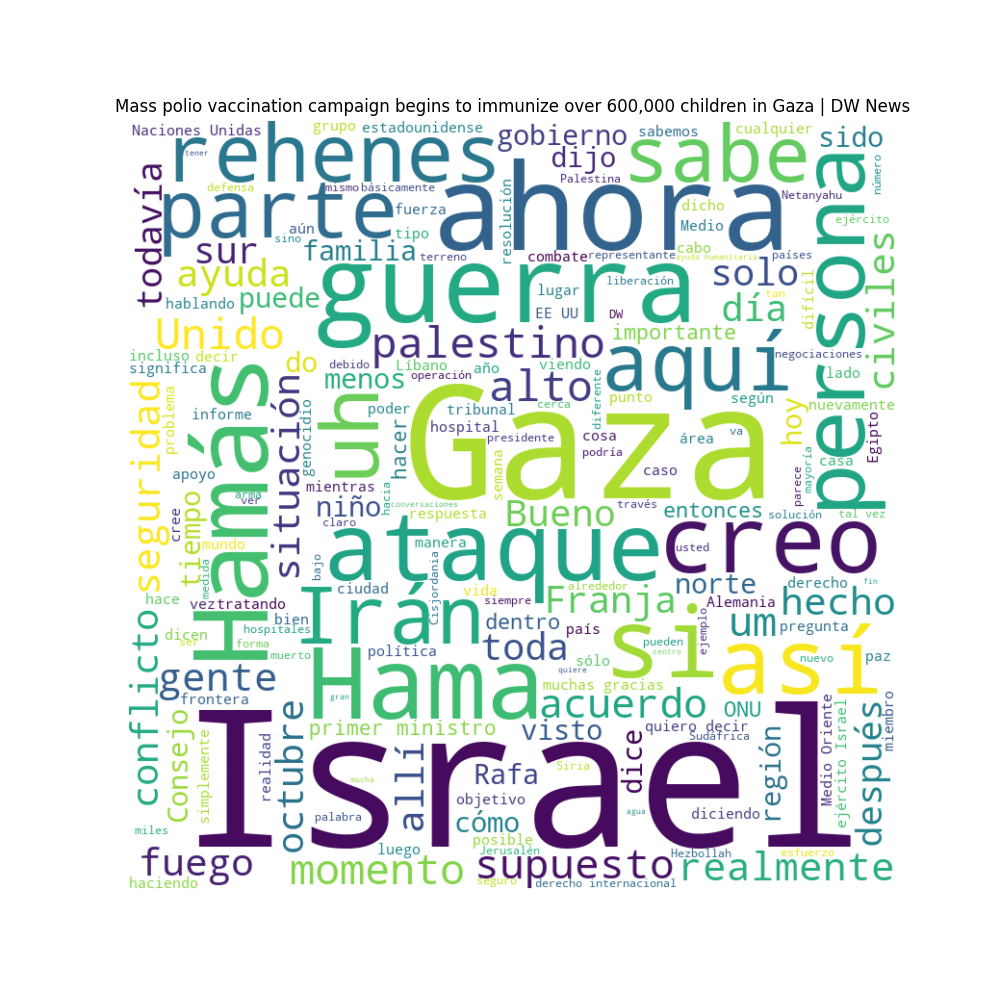 Mass polio vaccination campaign begins to immunize over 600,000 children in Gaza | DW News
Naciones Unidas
grupo
estadounidense
gobierno
sabemos
cualquier
sido
rehenes
tener
dijo
sabe
número
todavía
defensa
mismo
básicamente
Palestina
Netanyahu
parte
ahora
persona
fuerza
resolución
dicho
ejército
aún
tipo
Medio
sino
sur
familia
terreno
combate
representante
cabo
ayuda humanitaria
países
civiles
ayuda
guerra
liberación
solo
tan
difícil
hablando
puede
lugar
EE UU
DW
día
Unido
palestino
importante
incluso
decir
do
debido
Líbano
año
viendo
aquí
negociaciones
significa
menos
operación
alto
lado
Hamás
situación
uh
Gaza
diferente
punto
según
hoy
nuevamente
seguridad
problema
informe
genocidio
poder
tribunal
cerca
hospital
presidente
cosa
área
va
Egipto
hacer
podría
casa
mayoría
apoyo
mientras
semana
caso
parece
arma
ver
niño
hacia
conversaciones
través
tal vez
cree
tiempo
claro
respuesta
Bueno
entonces
solución
mundo
ataque
creo
usted
manera
medida
bajo
ciudad
Cisjordania
vida
alrededor
norte
derecho
fin
hace
veztratando
Irán
siempre
Franja
Alemania
hecho
conflicto
dicen
bien
dentro
país
si
ejemplo
um
pregunta
ser
hospitales
forma
pueden
muerto
política
toda
sólo
centro
así
nuevo
paz
gente
Hama
quiere
muchas gracias
frontera
gran
acuerdo
ONU
miembro
Consejo
octubre
primer ministro
visto
quiero decir
Sudáfrica
región
Medio Oriente
ejército Israel
después
simplemente
realidad
Israel
allí
Rafa
Siria
dice
mucha
objetivo
agua
diciendo
miles
palabra
cómo
posible
luego
Jerusalén
Hezbollah
esfuerzo
fuego
momento
supuesto
realmente
haciendo
seguro
derecho internacional